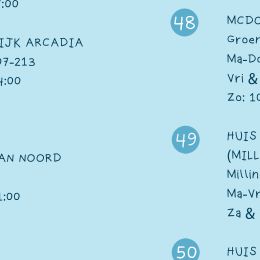 :00
IJK ARCADIA
97-213
4:00
AN NOORD
1:00
48
MCDO
Groer
Ma-Do
Vri &
Zo: 10
49
HUIS
(MILL
Millin
Ma-Vr
Za &
50
HUIS